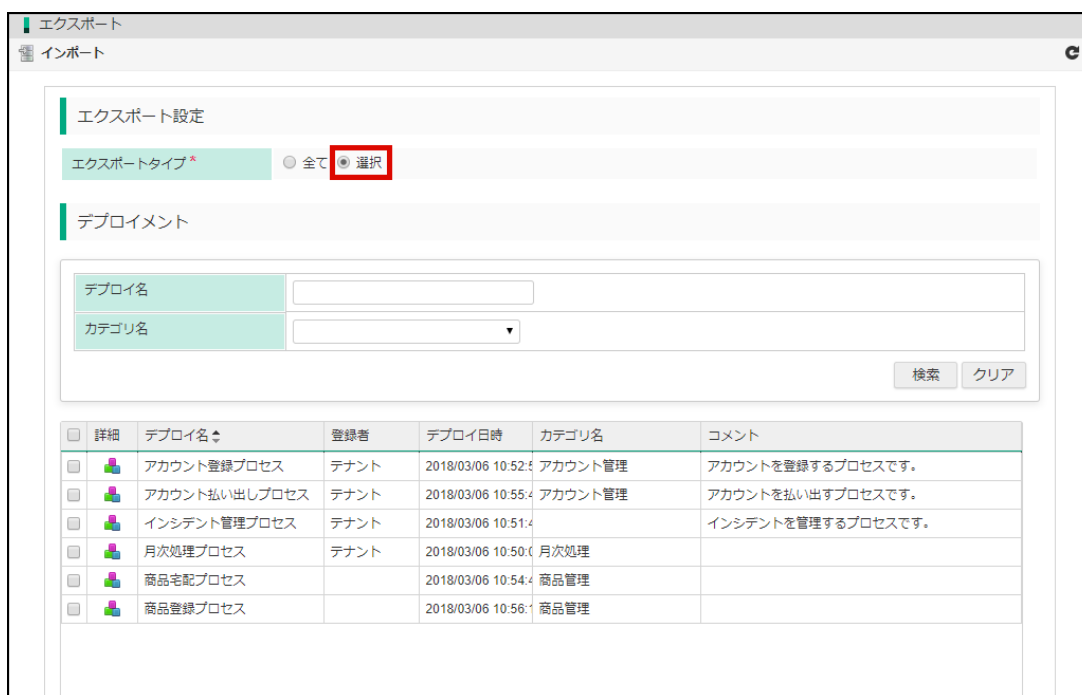 エクスポート
インポート
エクスポート設定
エクスポートタイプ* 全て 選択
デプロイメント
デプロイ名
カテゴリ名
検索 クリア
詳細 デプロイ名 登録者 デプロイ日時 カテゴリ名 コメント
アカウント登録プロセス テナント 2018/03/06 10:52: アカウント管理 アカウントを登録するプロセスです。
アカウント払い出しプロセス テナント 2018/03/06 10:55: アカウント管理 アカウントを払い出すプロセスです。
インシデント管理プロセス テナント 2018/03/06 10:51: インシデントを管理するプロセスです。
月次処理プロセス テナント 2018/03/06 10:50: 月次処理
商品宅配プロセス 2018/03/06 10:54: 商品管理
商品登録プロセス 2018/03/06 10:56: 商品管理